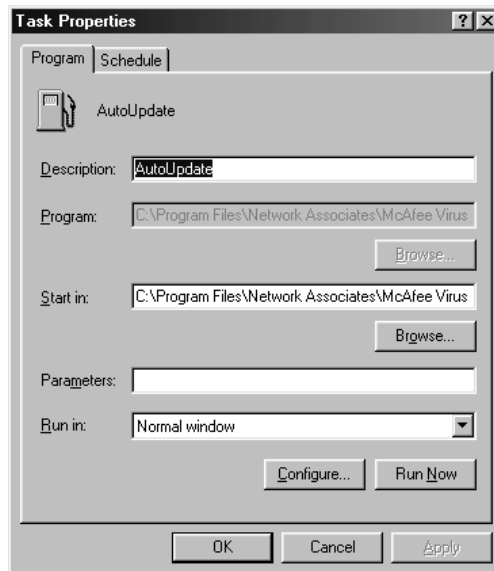 Task Properties
Program Schedule
AutoUpdate
Description: AutoUpdate
Program: C:\Program Files\Network Associates\McAfee Virus
Browse...
Start in: C:\Program Files\Network Associates\McAfee Virus
Browse...
Parameters:
Run in: Normal window
Configure... Run Now
OK Cancel Apply